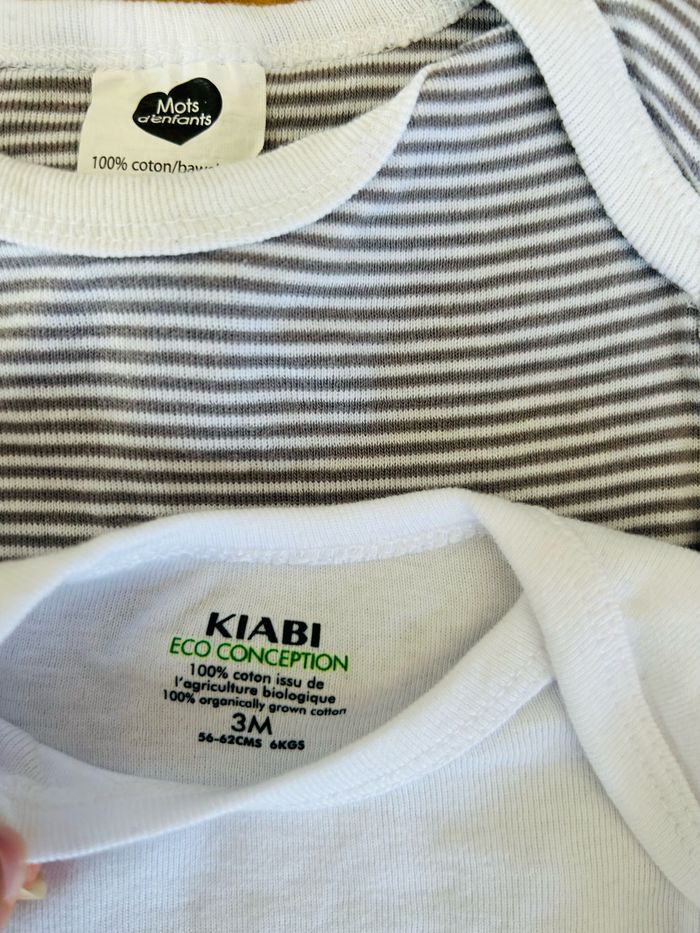 Mots
d'enfants
100% coton/
KIABI
ECO CONCEPTION
100% coton issu de
l'agriculture biologique
100% organically grown cotton
3M
56-62CMS 6KGS